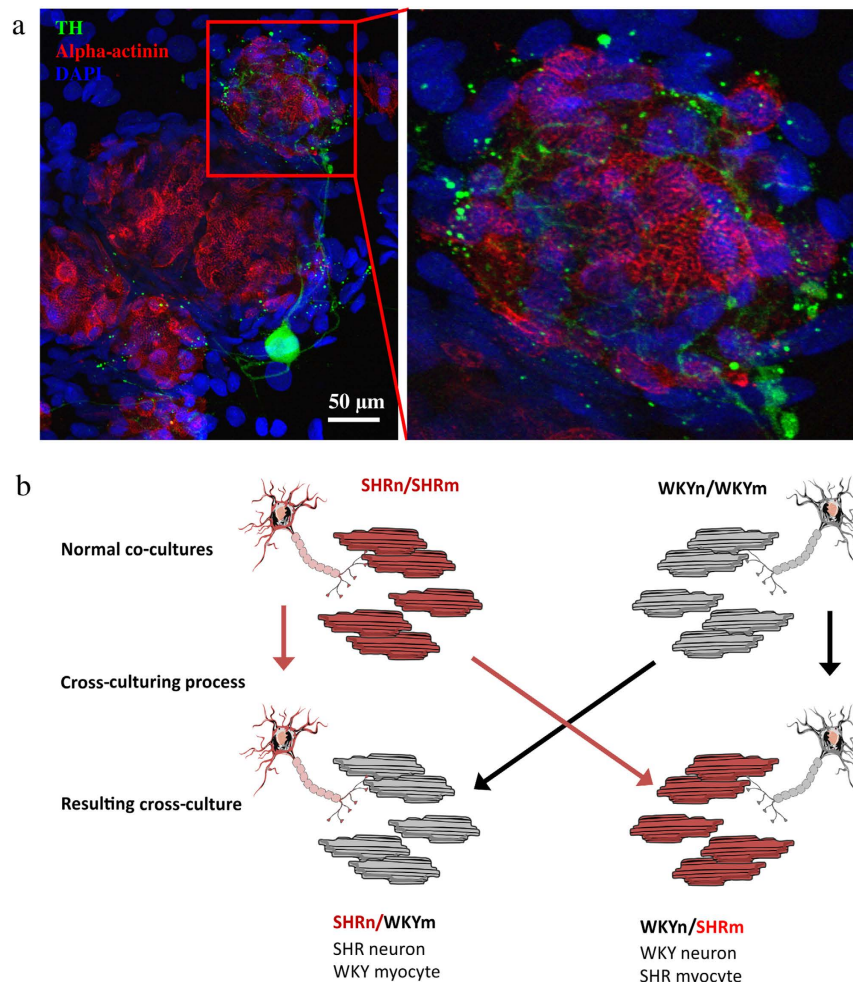 a
TH
Alpha-actinin
DAPI
50 μm
b
SHRn/SHRm
WKYn/WKYm
Normal co-cultures
Cross-culturing process
Resulting cross-culture
SHRn/WKYm
SHR neuron
WKY myocyte
WKYn/SHRm
WKY neuron
SHR myocyte